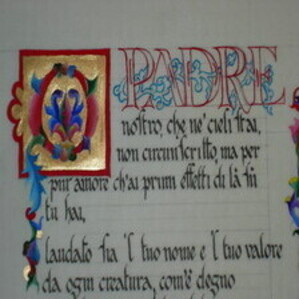 O PADRE
nostro, che ne' cieli stai,
non circunscritto, ma per
piu' amore ch'ai primi effetti di là sù
tu hai,
laudato sia 'l tuo nome e 'l tuo valore
da ogni creatura, com'è degno